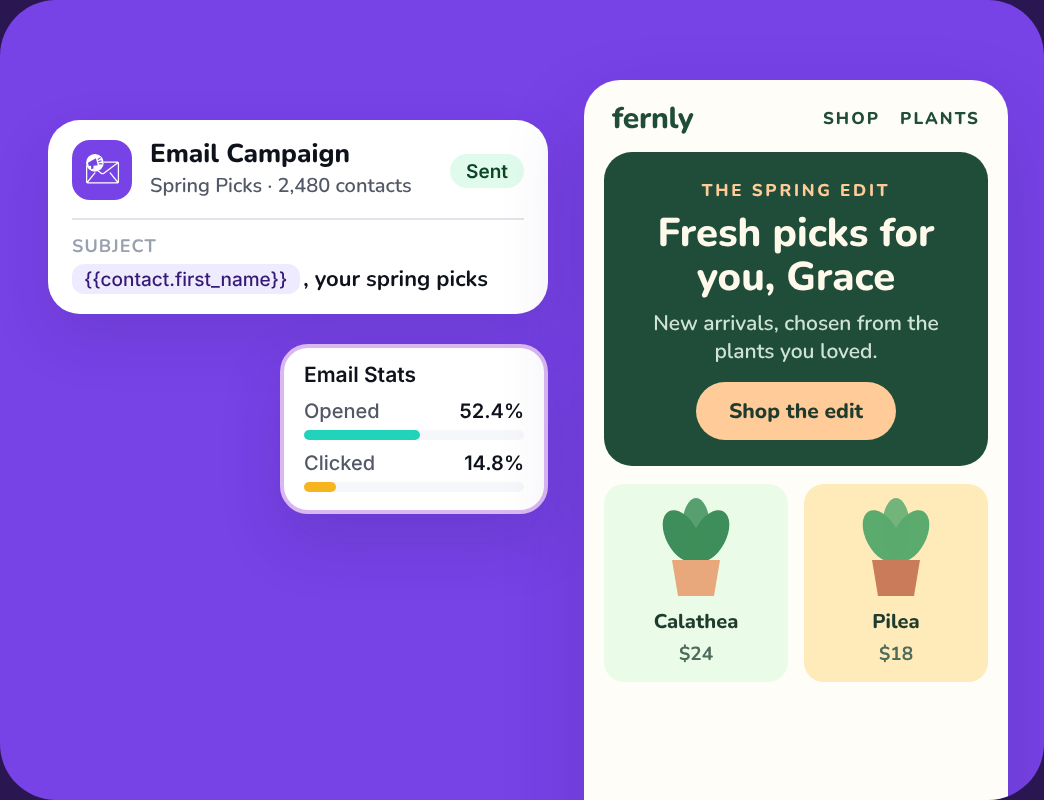 Email Campaign
Spring Picks · 2,480 contacts
Sent
SUBJECT
{{contact.first_name}} , your spring picks
Email Stats
Opened 52.4%
Clicked 14.8%
fernly
SHOP PLANTS
THE SPRING EDIT
Fresh picks for
you, Grace
New arrivals, chosen from the
plants you loved.
Shop the edit
Calathea
$24
Pilea
$18